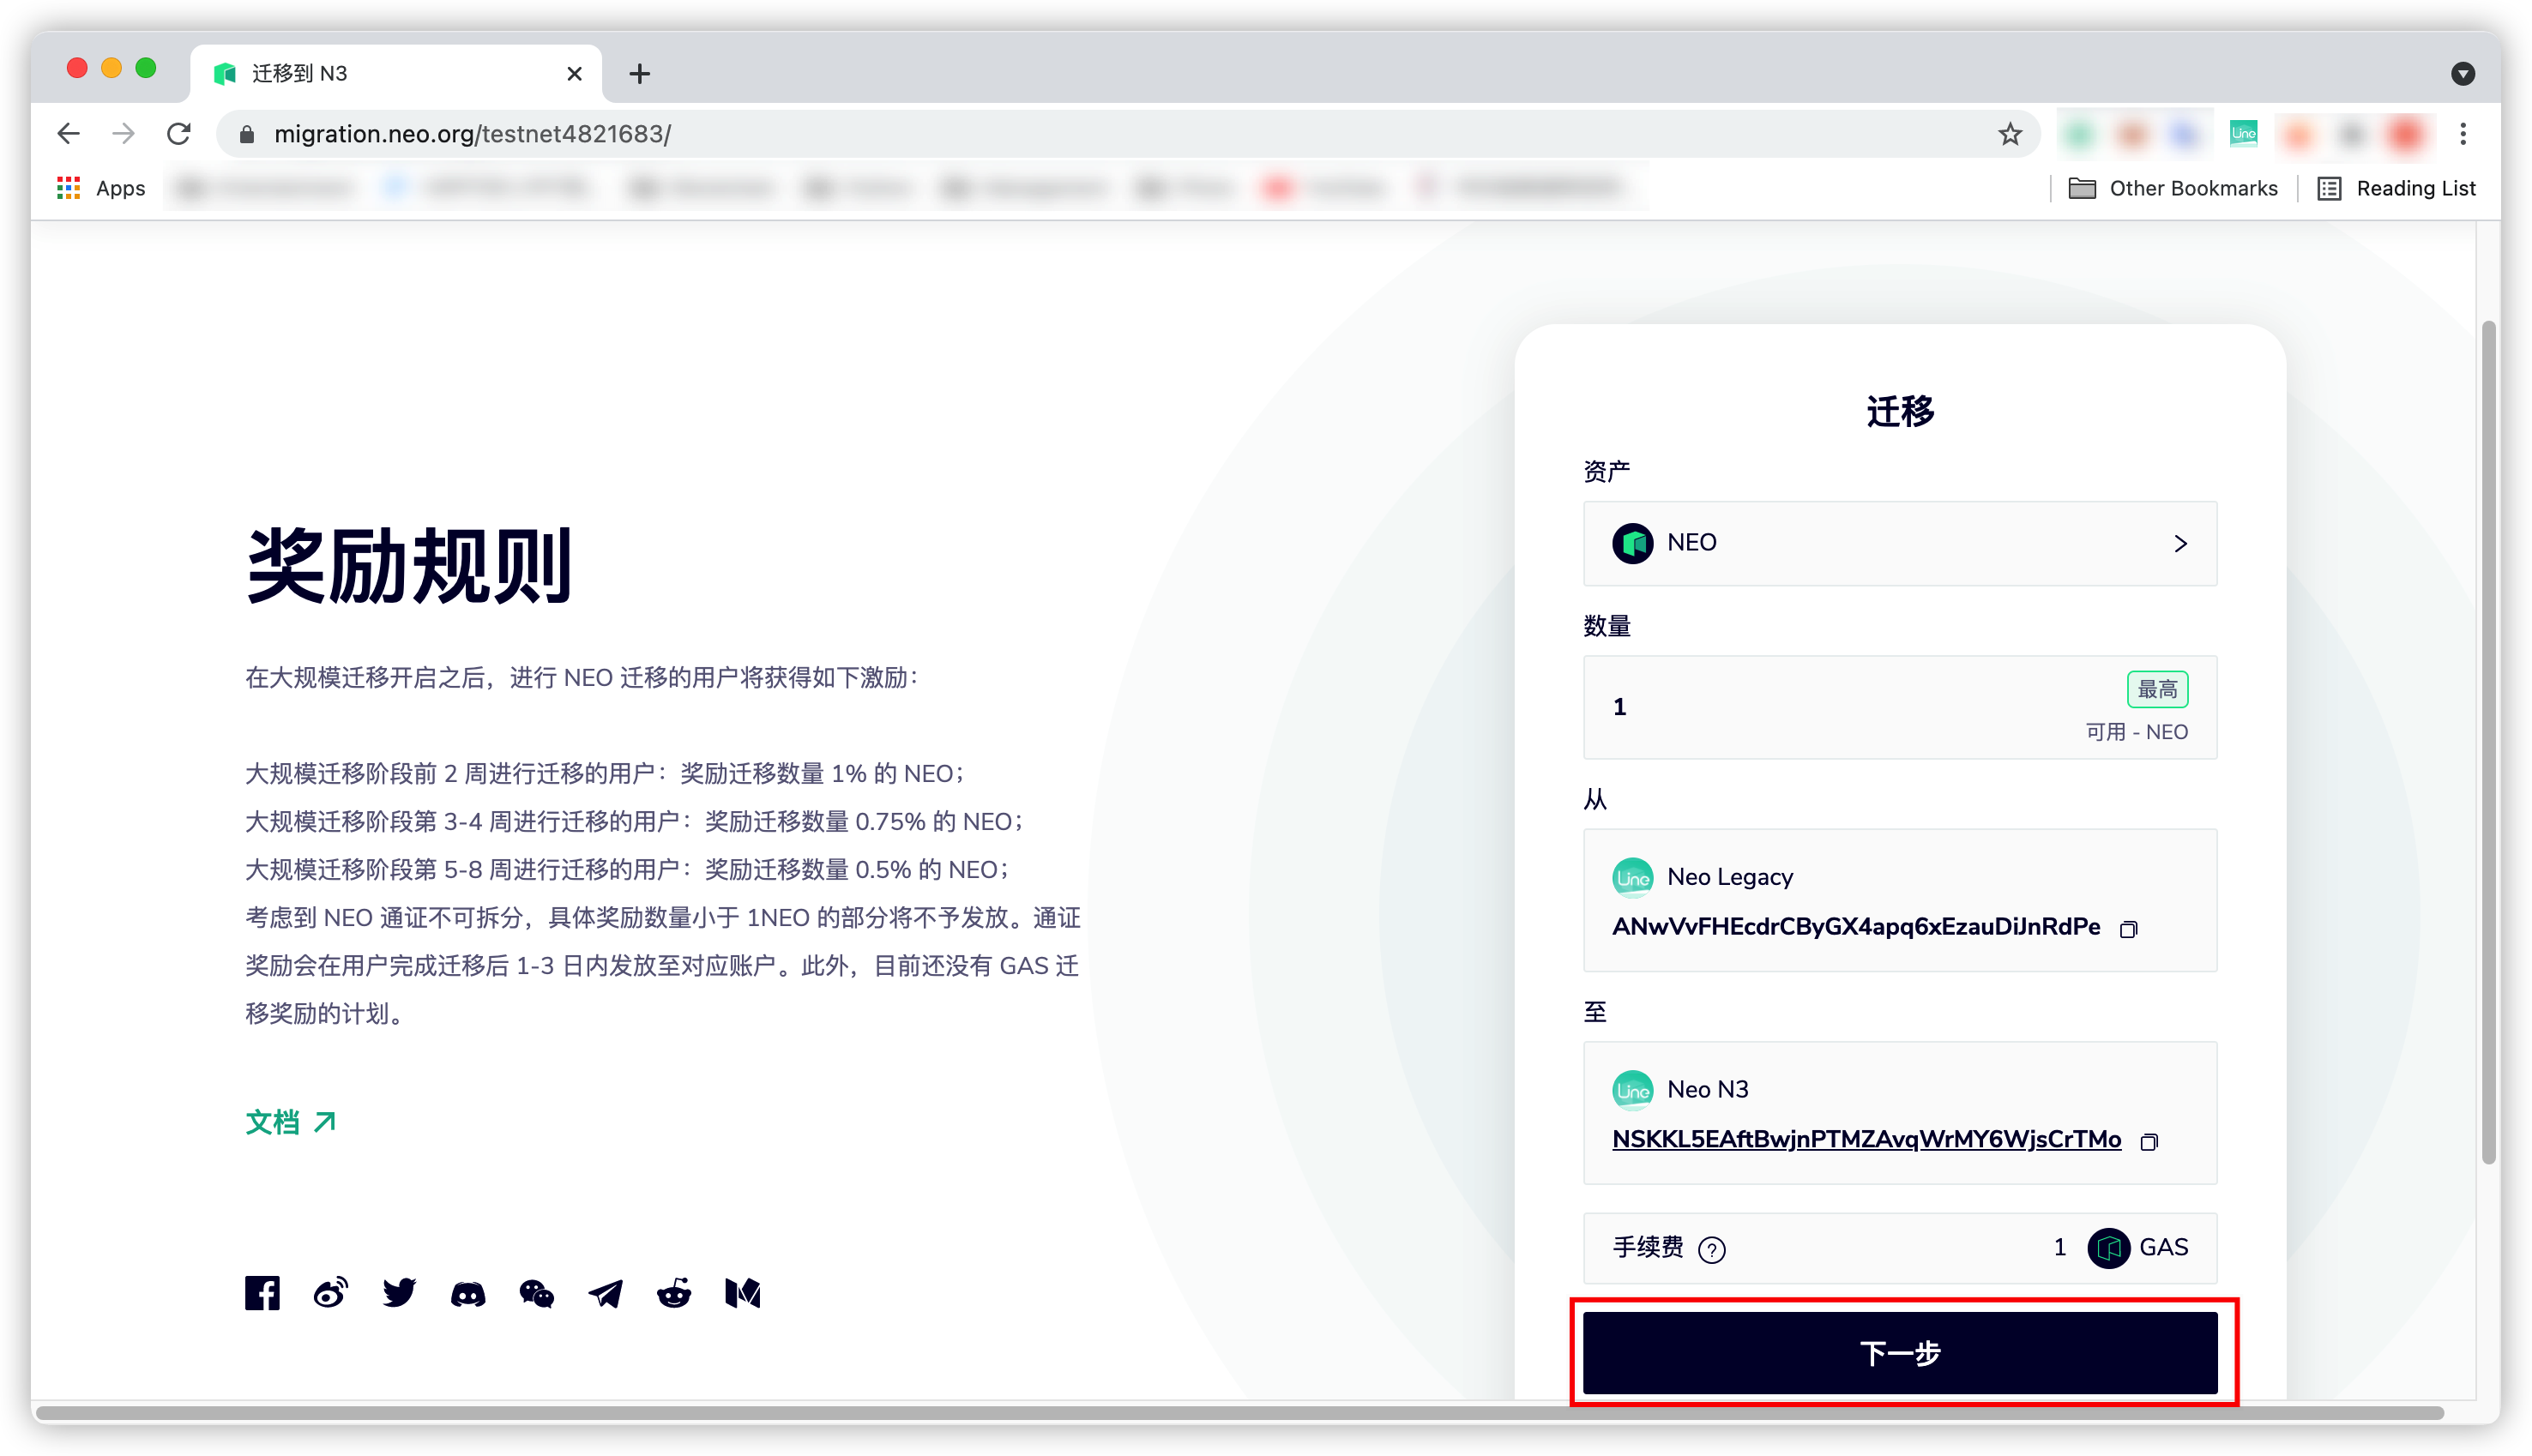 迁移到 N3
migration.neo.org/testnet4821683/
Line
Apps
Other Bookmarks
Reading List
奖励规则
在大规模迁移开启之后，进行 NEO 迁移的用户将获得如下激励：
大规模迁移阶段前 2 周进行迁移的用户：奖励迁移数量 1% 的 NEO；
大规模迁移阶段第 3-4 周进行迁移的用户：奖励迁移数量 0.75% 的 NEO；
大规模迁移阶段第 5-8 周进行迁移的用户：奖励迁移数量 0.5% 的 NEO；
考虑到 NEO 通证不可拆分，具体奖励数量小于 1NEO 的部分将不予发放。通证
奖励会在用户完成迁移后 1-3 日内发放至对应账户。此外，目前还没有 GAS 迁
移奖励的计划。
文档
迁移
资产
NEO
数量
1
最高
可用 - NEO
从
Line
Neo Legacy
ANwVvFHEcdrCByGX4apq6xEzauDiJnRdPe
至
Line
Neo N3
NSKKL5EAftBwjnPTMZAvqWrMY6WjsCrTMo
手续费 ?
1 GAS
下一步